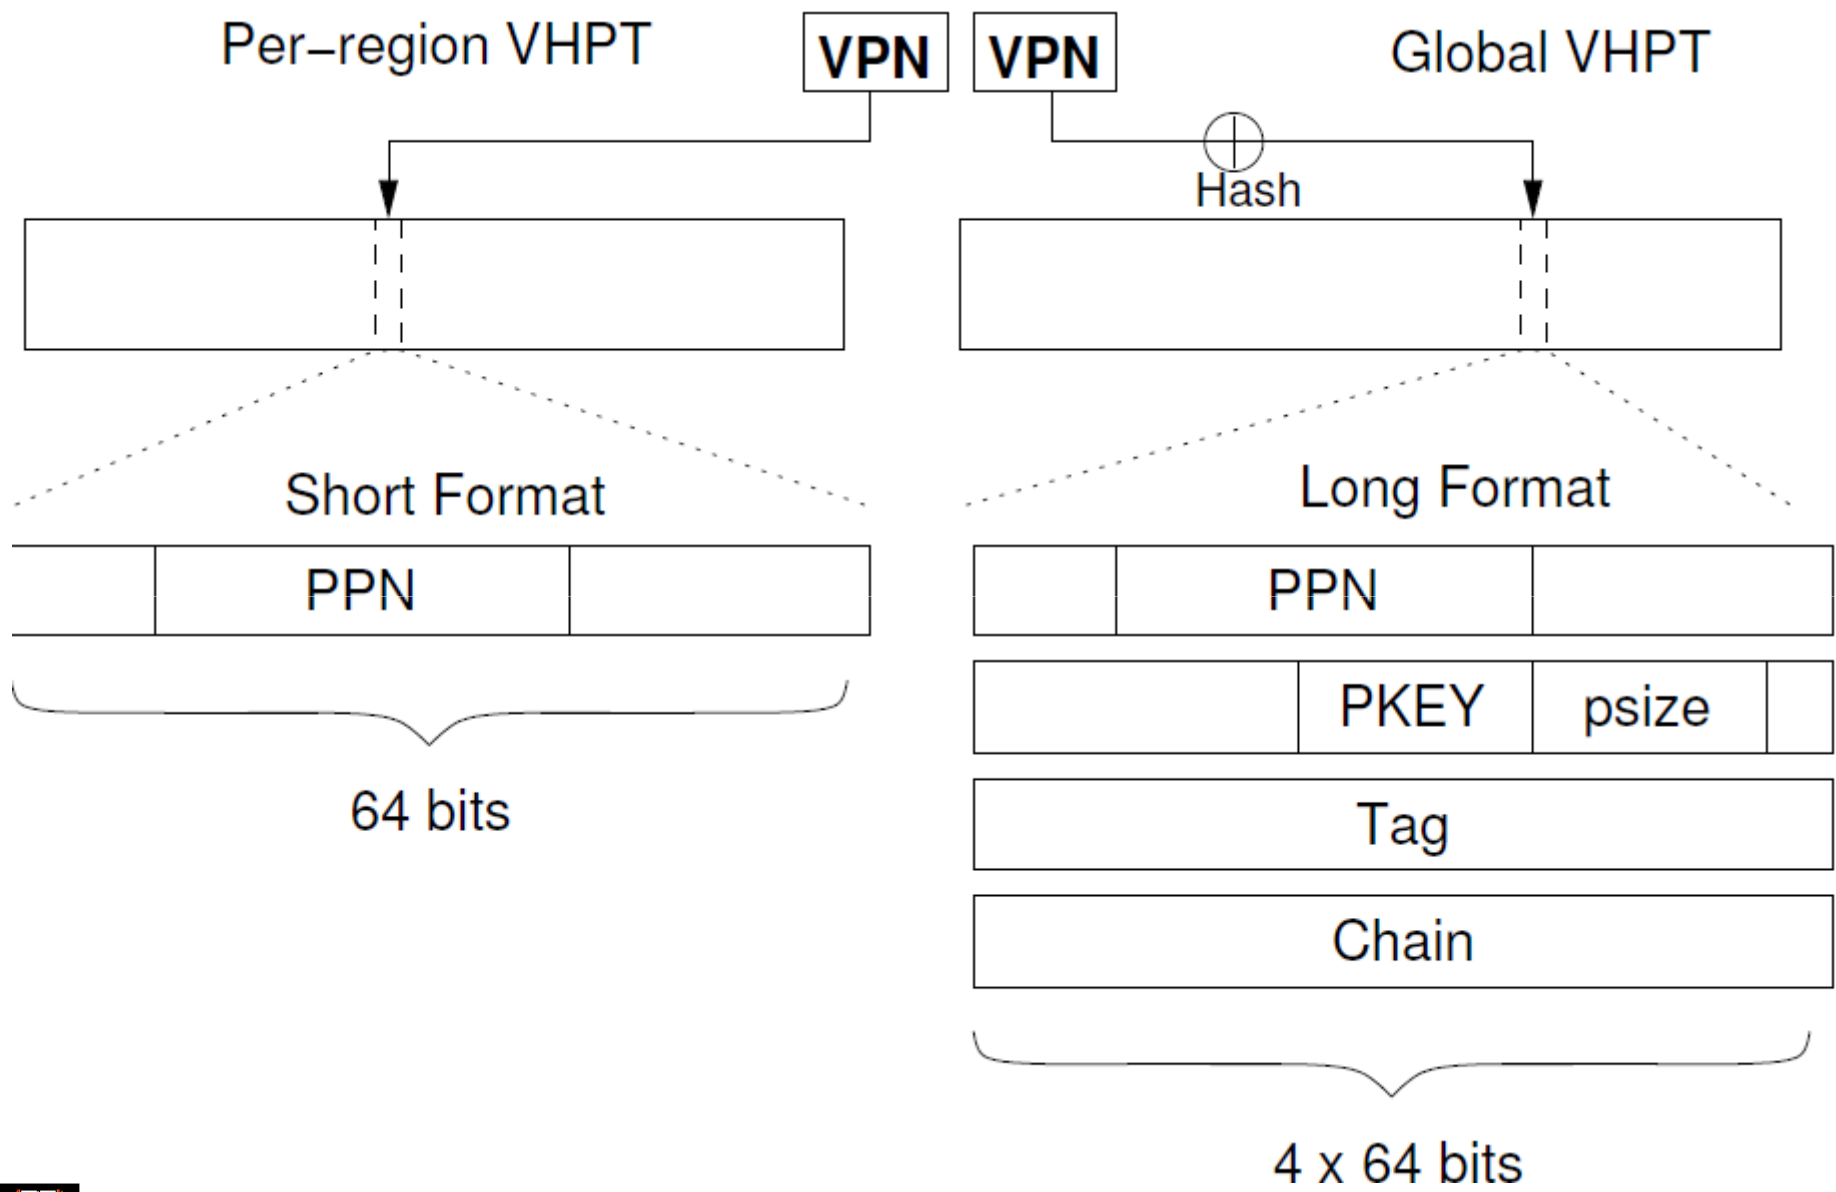 Per–region VHPT
VPN
VPN
Global VHPT
Hash
Short Format
Long Format
PPN
PPN
PKEY
psize
64 bits
Tag
Chain
4 x 64 bits